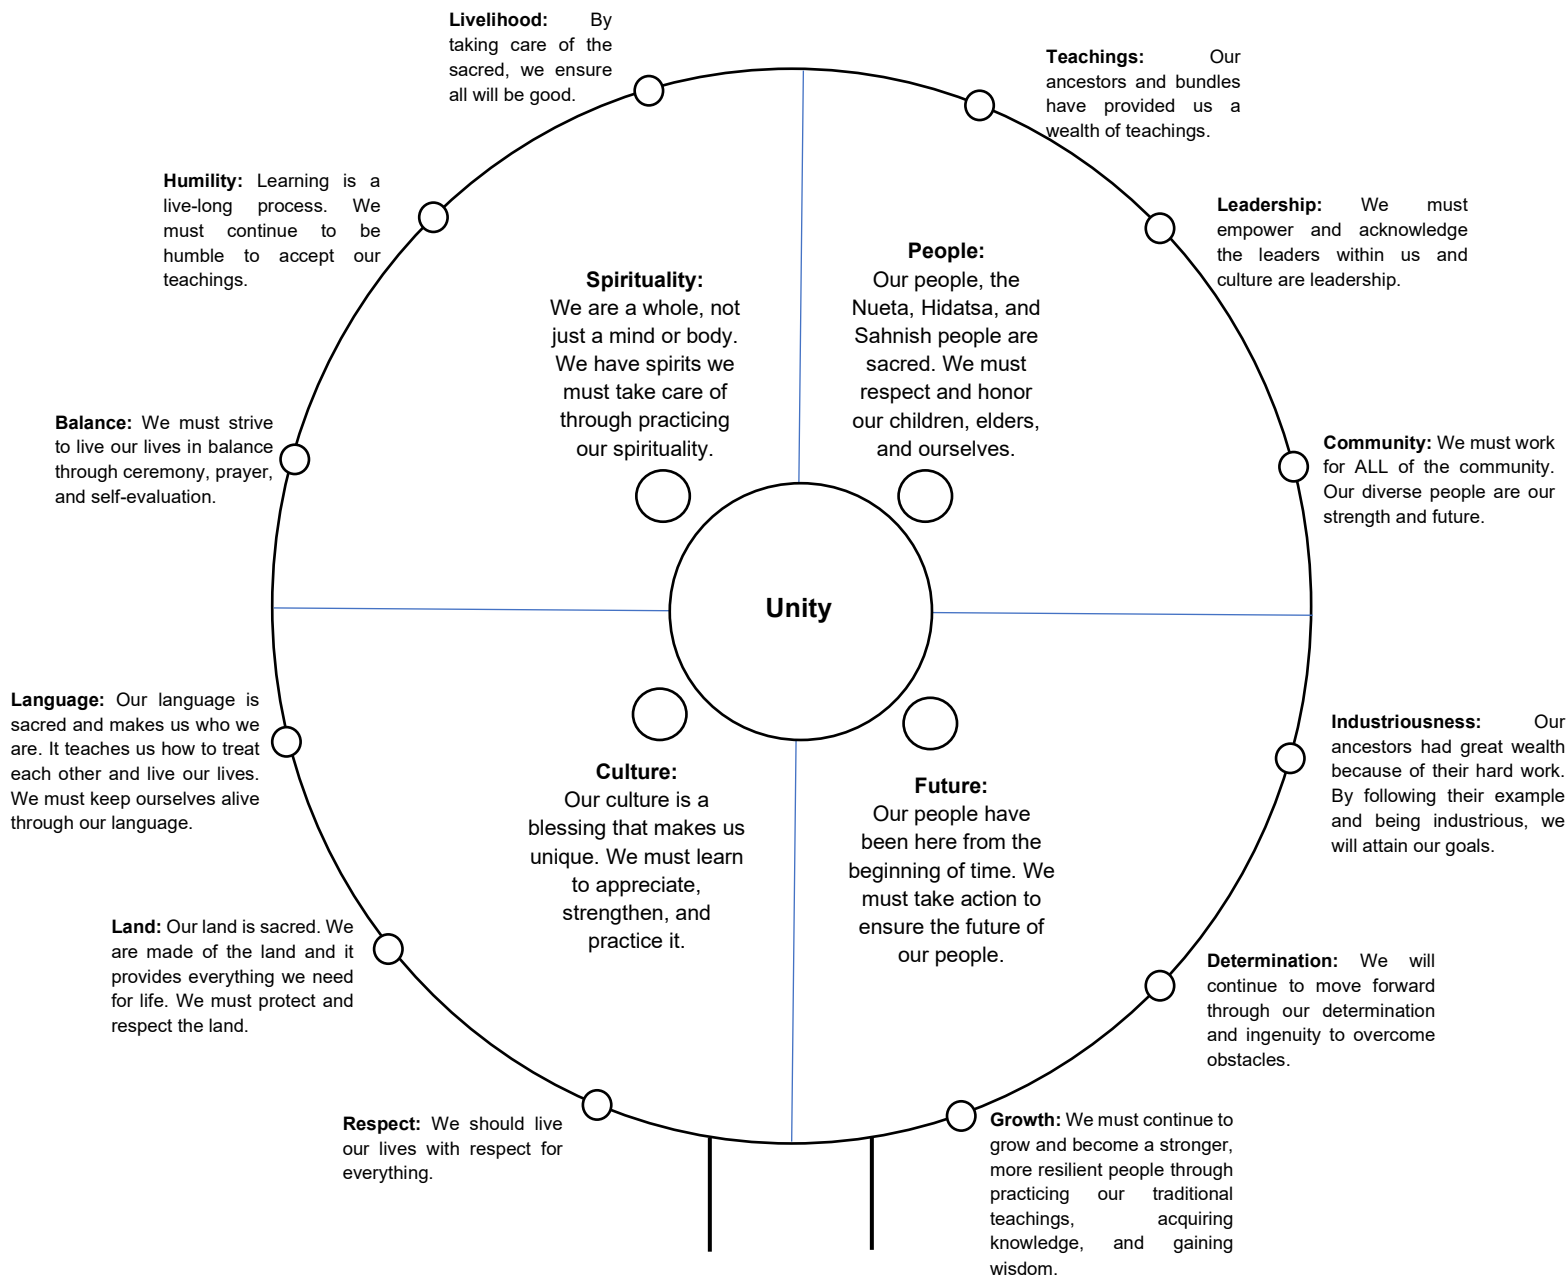 Livelihood: By
taking care of the
sacred, we ensure
all will be good.
Teachings: Our
ancestors and bundles
have provided us a
wealth of teachings.
Humility: Learning is a
live-long process. We
must continue to be
humble to accept our
teachings.
Leadership: We must
empower and acknowledge
the leaders within us and
culture are leadership.
Spirituality:
We are a whole, not
just a mind or body.
We have spirits we
must take care of
through practicing
our spirituality.
People:
Our people, the
Nueta, Hidatsa, and
Sahnish people are
sacred. We must
respect and honor
our children, elders,
and ourselves.
Balance: We must strive
to live our lives in balance
through ceremony, prayer,
and self-evaluation.
Community: We must work
for ALL of the community.
Our diverse people are our
strength and future.
Unity
Language: Our language is
sacred and makes us who we
are. It teaches us how to treat
each other and live our lives.
We must keep ourselves alive
through our language.
Industriousness: Our
ancestors had great wealth
because of their hard work.
By following their example
and being industrious, we
will attain our goals.
Culture:
Our culture is a
blessing that makes us
unique. We must learn
to appreciate,
strengthen, and
practice it.
Future:
Our people have
been here from the
beginning of time. We
must take action to
ensure the future of
our people.
Land: Our land is sacred. We
are made of the land and it
provides everything we need
for life. We must protect and
respect the land.
Determination: We will
continue to move forward
through our determination
and ingenuity to overcome
obstacles.
Respect: We should live
our lives with respect for
everything.
Growth: We must continue to
grow and become a stronger,
more resilient people through
practicing our traditional
teachings, acquiring
knowledge, and gaining
wisdom.